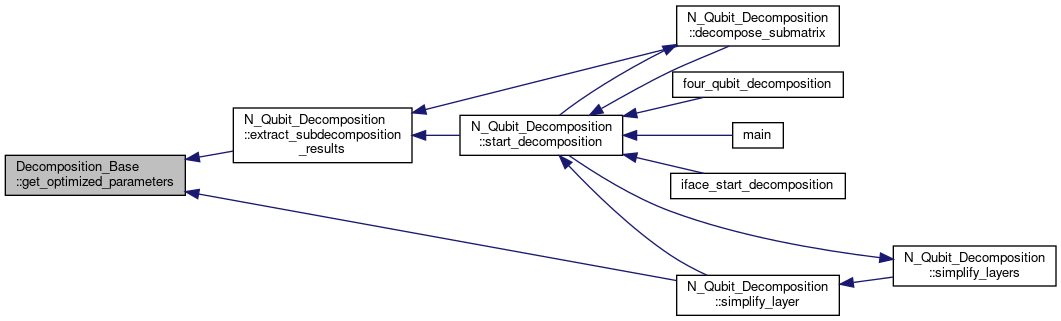 Decomposition_Base
::get_optimized_parameters
N_Qubit_Decomposition
::extract_subdecomposition
_results
N_Qubit_Decomposition
::start_decomposition
N_Qubit_Decomposition
::decompose_submatrix
four_qubit_decomposition
main
iface_start_decomposition
N_Qubit_Decomposition
::simplify_layer
N_Qubit_Decomposition
::simplify_layers